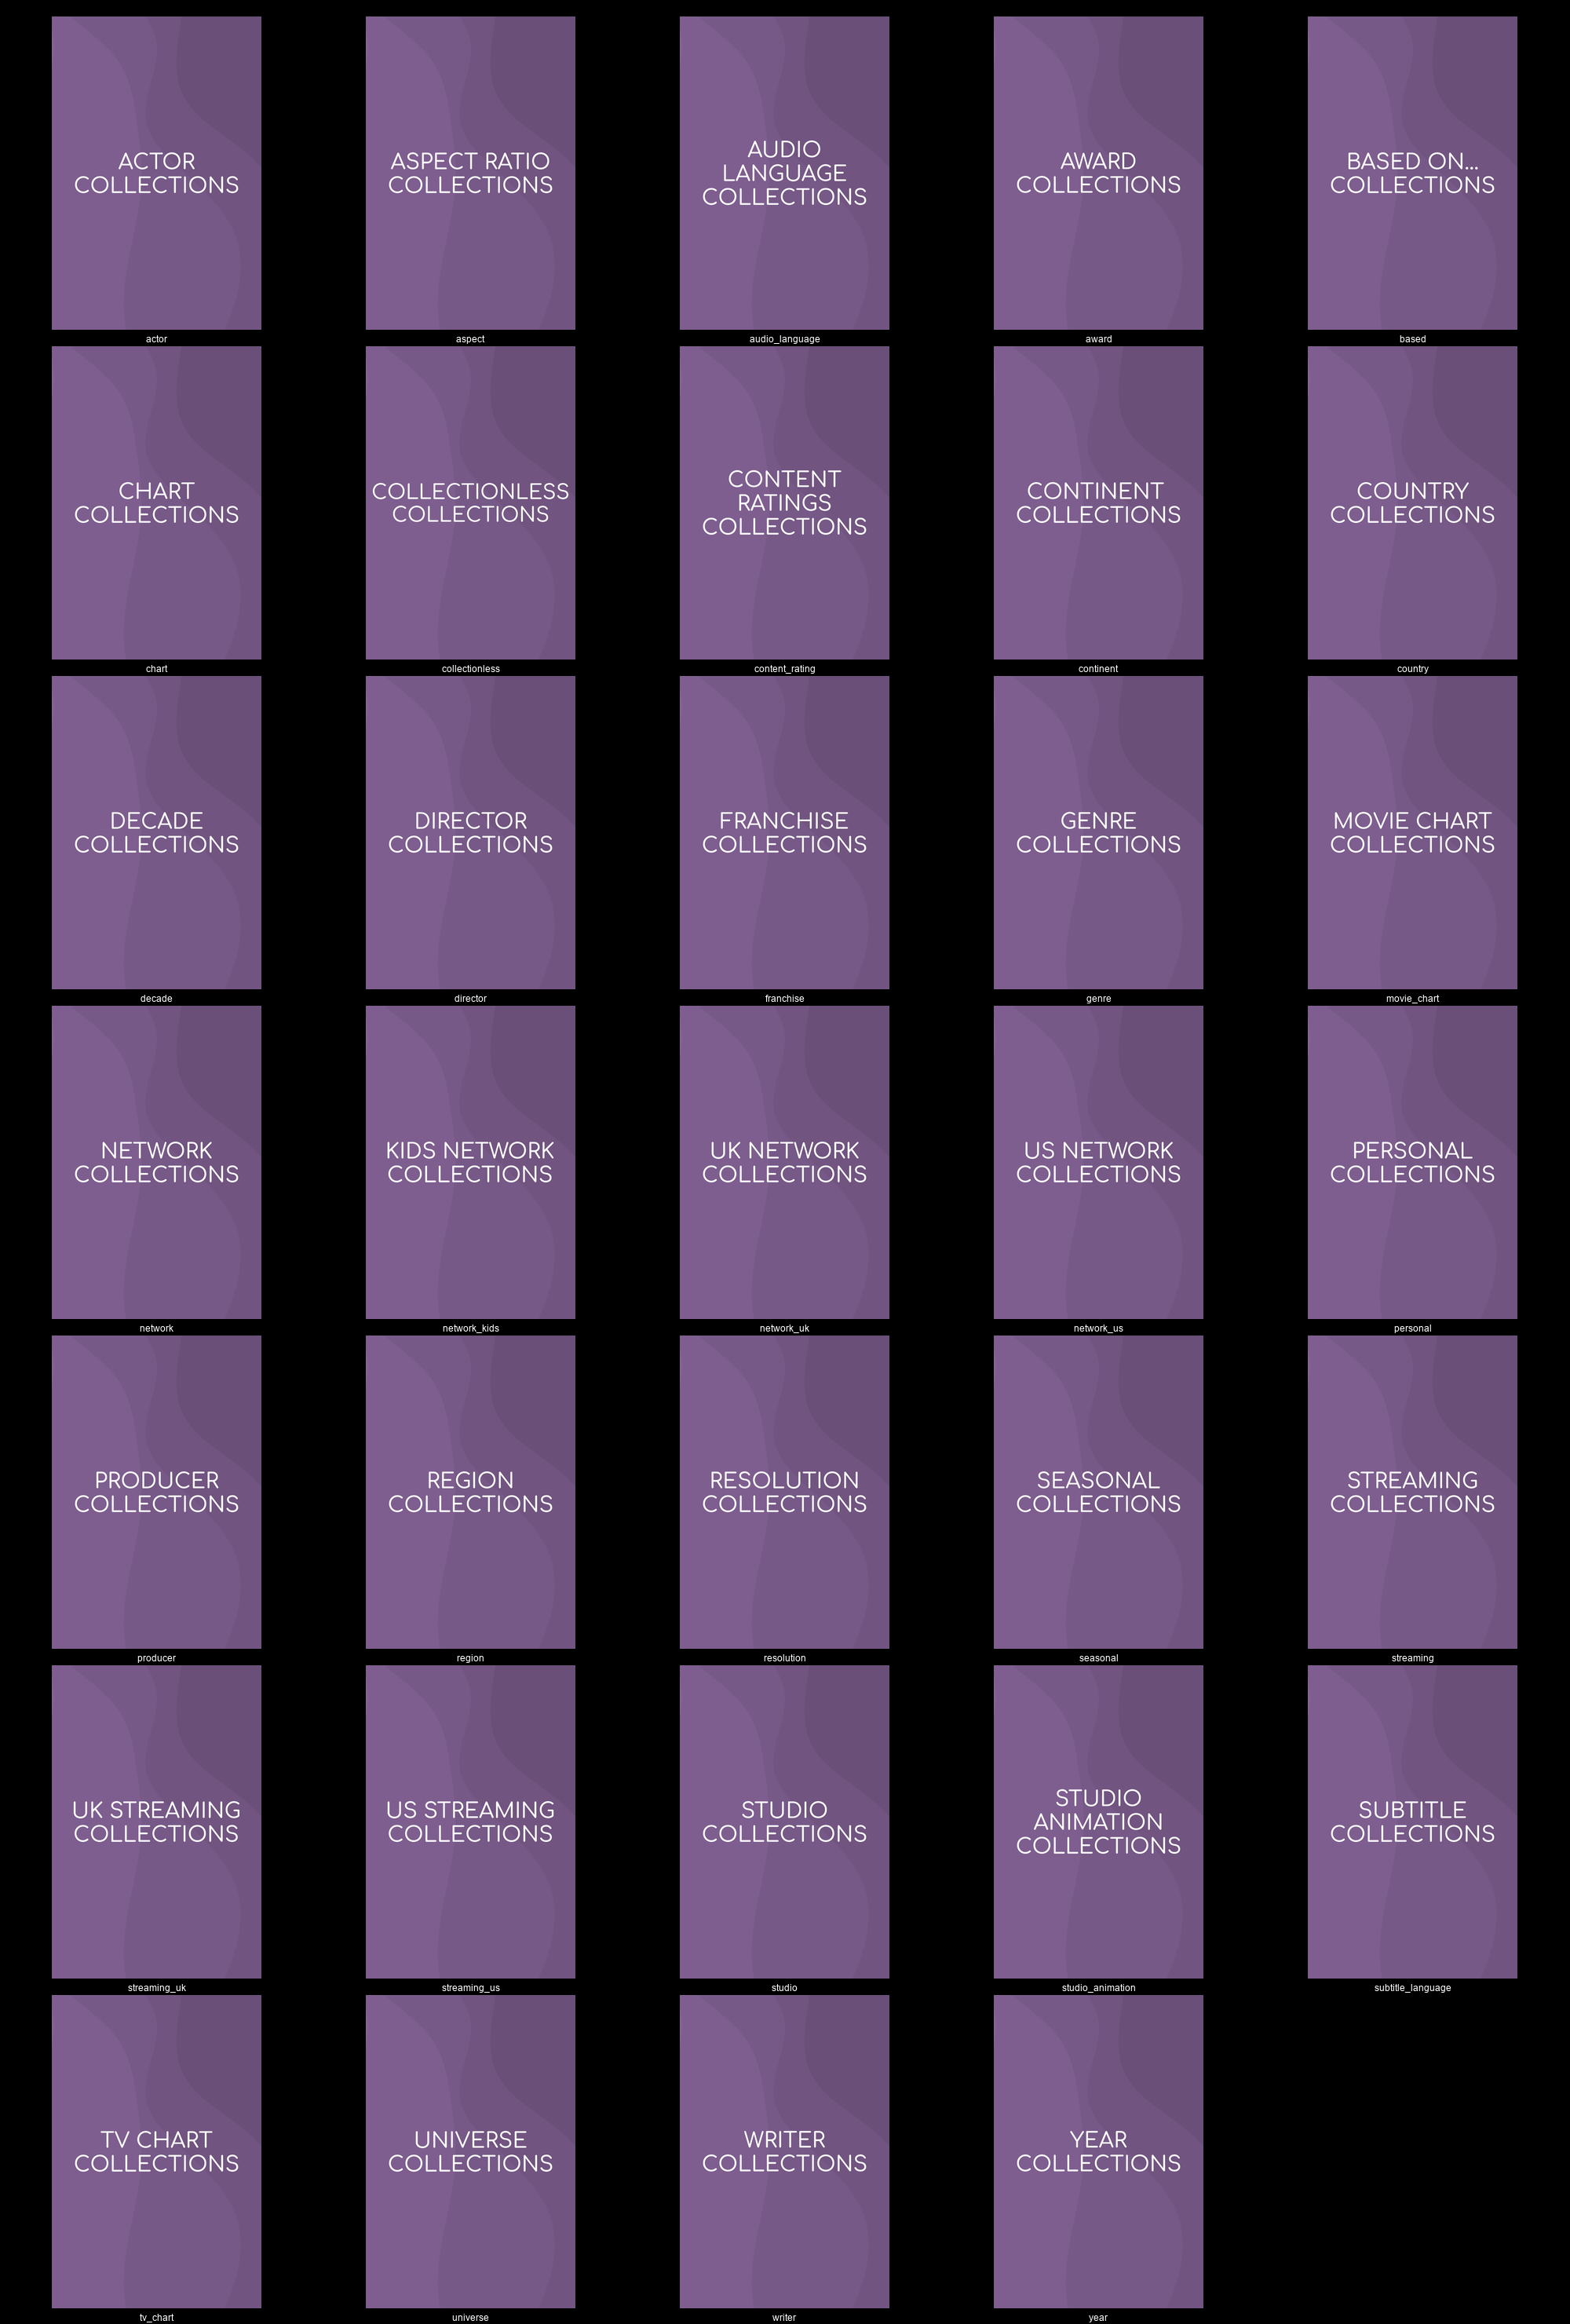 ACTOR
COLLECTIONS
actor
ASPECT RATIO
COLLECTIONS
aspect
AUDIO
LANGUAGE
COLLECTIONS
audio_language
AWARD
COLLECTIONS
award
BASED ON...
COLLECTIONS
based
CHART
COLLECTIONS
chart
COLLECTIONLESS
COLLECTIONS
collectionless
CONTENT
RATINGS
COLLECTIONS
content_rating
CONTINENT
COLLECTIONS
continent
COUNTRY
COLLECTIONS
country
DECADE
COLLECTIONS
decade
DIRECTOR
COLLECTIONS
director
FRANCHISE
COLLECTIONS
franchise
GENRE
COLLECTIONS
genre
MOVIE CHART
COLLECTIONS
movie_chart
NETWORK
COLLECTIONS
network
KIDS NETWORK
COLLECTIONS
network_kids
UK NETWORK
COLLECTIONS
network_uk
US NETWORK
COLLECTIONS
network_us
PERSONAL
COLLECTIONS
personal
PRODUCER
COLLECTIONS
producer
REGION
COLLECTIONS
region
RESOLUTION
COLLECTIONS
resolution
SEASONAL
COLLECTIONS
seasonal
STREAMING
COLLECTIONS
streaming
UK STREAMING
COLLECTIONS
streaming_uk
US STREAMING
COLLECTIONS
streaming_us
STUDIO
COLLECTIONS
studio
STUDIO
ANIMATION
COLLECTIONS
studio_animation
SUBTITLE
COLLECTIONS
subtitle_language
TV CHART
COLLECTIONS
tv_chart
UNIVERSE
COLLECTIONS
universe
WRITER
COLLECTIONS
writer
YEAR
COLLECTIONS
year